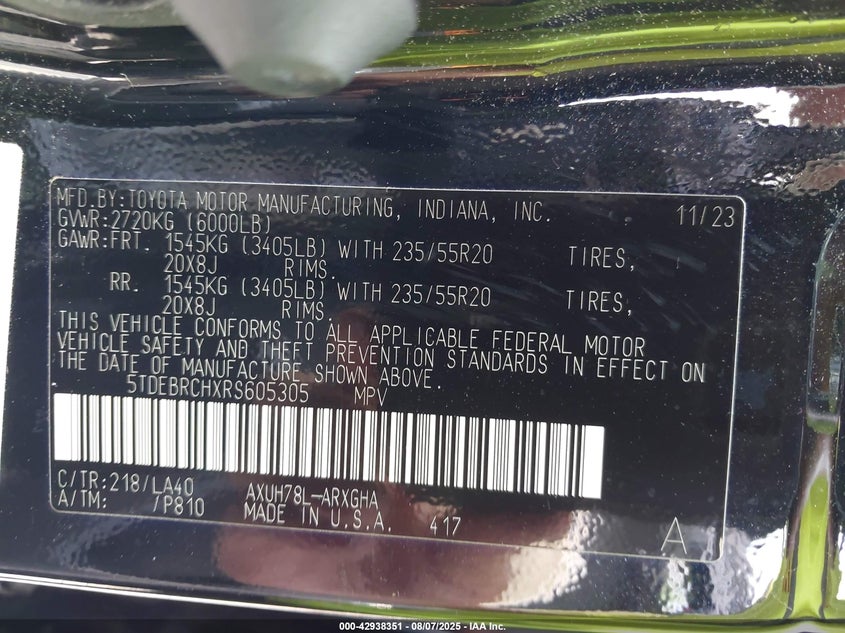 MFD.BY:TOYOTA MOTOR MANUFACTURING, INDIANA, INC. 11/23
GVWR:2720KG (6000LB)
GAWR:FRT. 1545KG (3405LB) WITH 235/55R20 TIRES,
20X8J RIMS.
RR. 1545KG (3405LB) WITH 235/55R20 TIRES,
20X8J RIMS.
THIS VEHICLE CONFORMS TO ALL APPLICABLE FEDERAL MOTOR
VEHICLE SAFETY AND THEFT PREVENTION STANDARDS IN EFFECT ON
THE DATE OF MANUFACTURE SHOWN ABOVE.
5TDEBRCHXRS605305 MPV
C/TR:218/LA40 AXUH78L-ARXGHA
A/TM: /P810 MADE IN U.S.A. 417
A
000-42938351 - 08/07/2025 - IAA Inc.